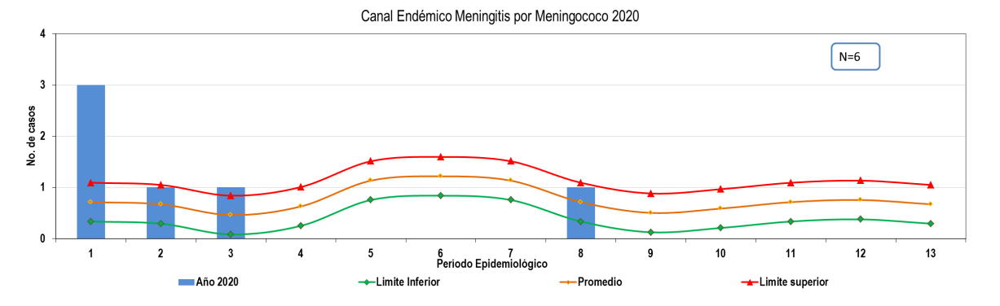 Canal Endémico Meningitis por Meningococo 2020
N=6
No. de casos
4
3
2
1
0
1 2 3 4 5 6 7 8 9 10 11 12 13
Periodo Epidemiológico
Año 2020 Limite Inferior Promedio Limite superior